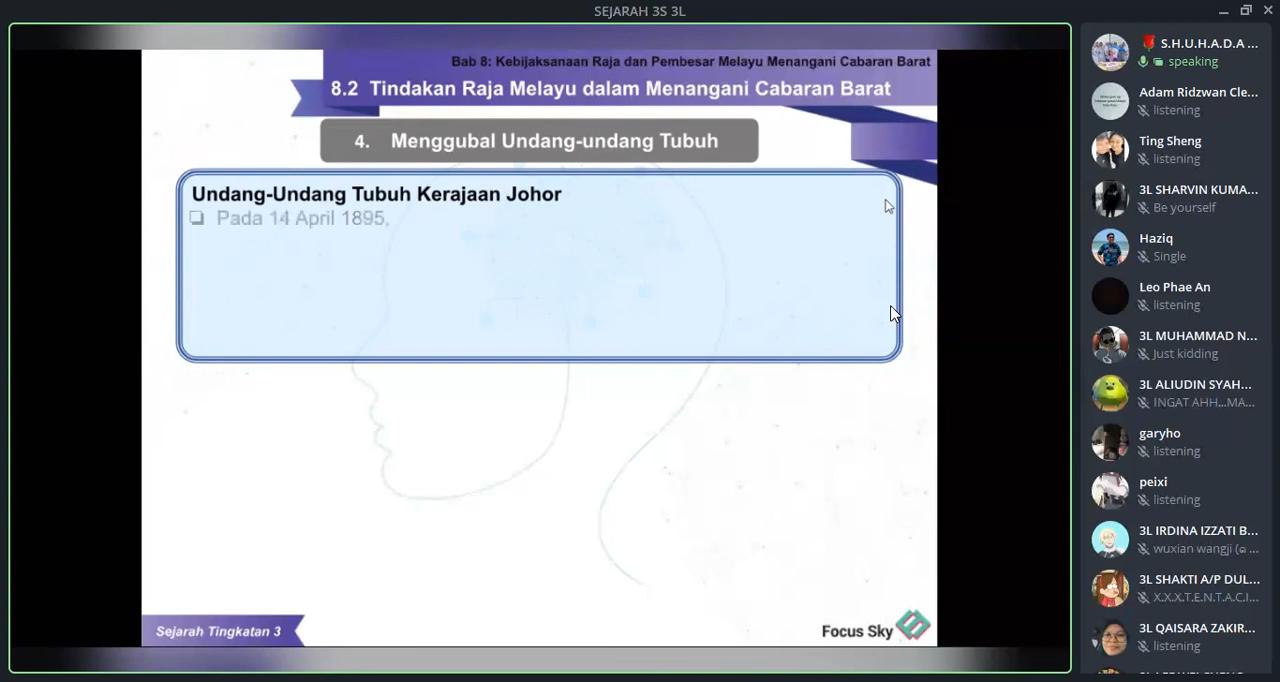 SEJARAH 3S 3L
Bab 8: Kebijaksanaan Raja dan Pembesar Melayu Menangani Cabaran Barat
8.2 Tindakan Raja Melayu dalam Menangani Cabaran Barat
4. Menggubal Undang-undang Tubuh
Undang-Undang Tubuh Kerajaan Johor
Pada 14 April 1895,
Sejarah Tingkatan 3
Focus Sky
S.H.U.H.A.D.A ...
speaking
Adam Ridzwan Cle...
listening
Ting Sheng
listening
3L SHARVIN KUMA...
Be yourself
Haziq
Single
Leo Phae An
listening
3L MUHAMMAD N...
Just kidding
3L ALIUDIN SYAH...
INGAT AHH...MA...
garyho
listening
peixi
listening
3L IRDINA IZZATI B...
wuxian wangji
3L SHAKTI A/P DUL...
X.X.X.T.E.N.T.A.C.I...
3L QAISARA ZAKIR...
listening